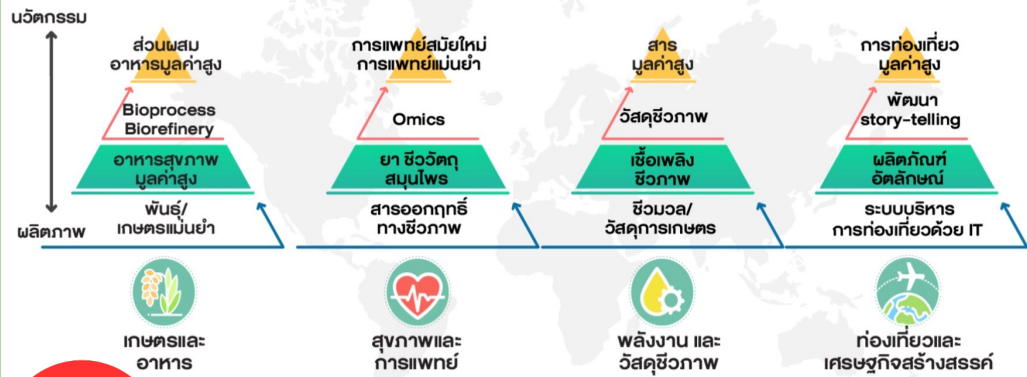 นวัตกรรม
ผลิตภาพ
ส่วนผสม
อาหารมูลค่าสูง
Bioprocess
Biorefinery
อาหารสุขภาพ
มูลค่าสูง
พันธุ์/
เกษตรแม่นยำ
เกษตรและ
อาหาร
การแพทย์สมัยใหม่
การแพทย์แม่นยำ
Omics
ยา ชีววัตถุ
สมุนไพร
สารออกฤทธิ์
ทางชีวภาพ
สุขภาพและ
การแพทย์
สาร
มูลค่าสูง
วัสดุชีวภาพ
เชื้อเพลิง
ชีวภาพ
ชีวมวล/
วัสดุการเกษตร
พลังงาน และ
วัสดุชีวภาพ
การท่องเที่ยว
มูลค่าสูง
พัฒนา
story-telling
ผลิตภัณฑ์
อัตลักษณ์
ระบบบริหาร
การท่องเที่ยวด้วย IT
ท่องเที่ยวและ
เศรษฐกิจสร้างสรรค์